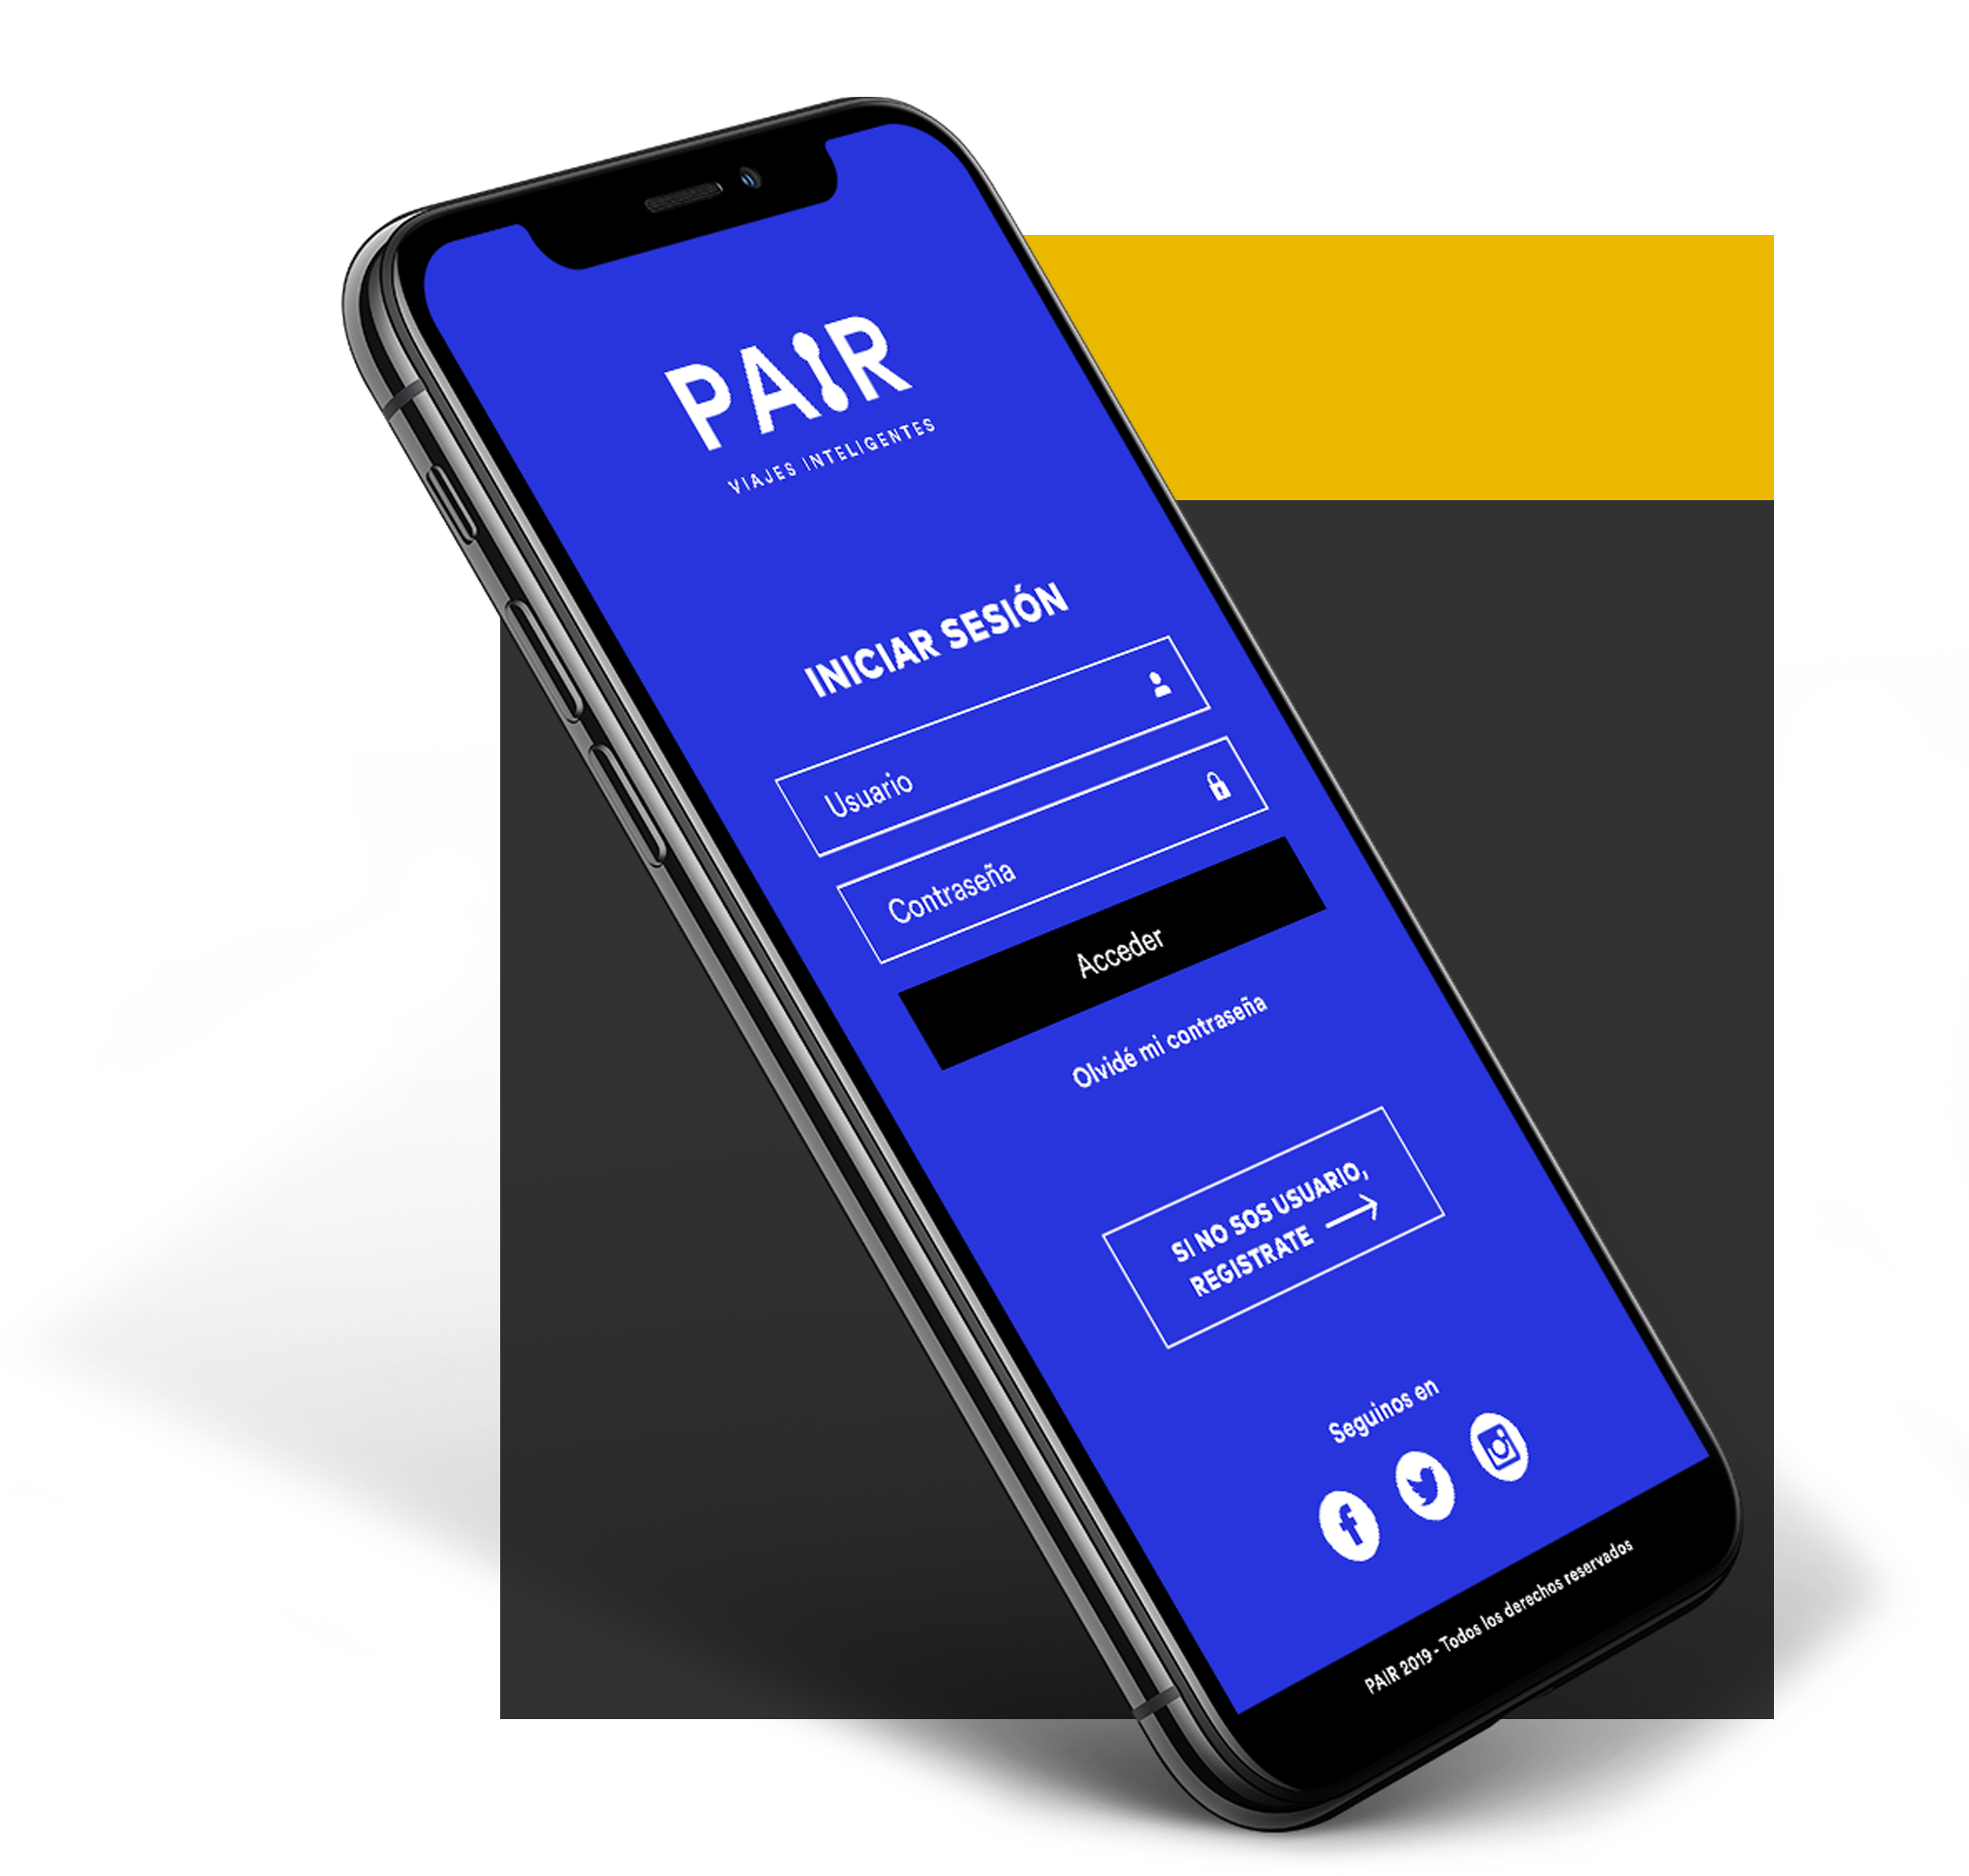 PAIR
VIAJES INTELIGENTES
INICIAR SESIÓN
Usuario
Contraseña
Acceder
Olvidé mi contraseña
SI NO SOS USUARIO,
REGISTRATE
Seguinos en
PAIR 2019 - Todos los derechos reservados